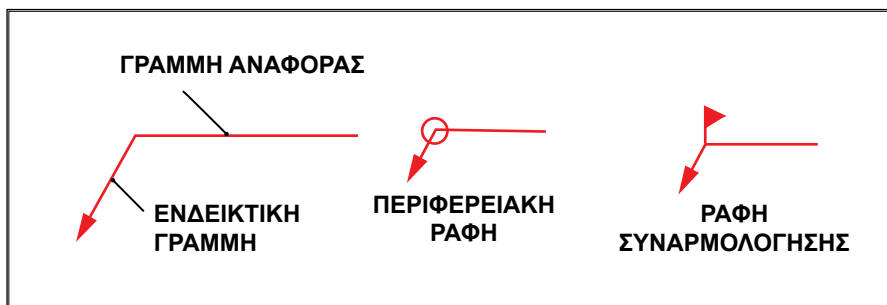 ΓΡΑΜΜΗ ΑΝΑΦΟΡΑΣ
ΕΝΔΕΙΚΤΙΚΗ
ΓΡΑΜΜΗ
ΠΕΡΙΦΕΡΕΙΑΚΗ
ΡΑΦΗ
ΡΑΦΗ
ΣΥΝΑΡΜΟΛΟΓΗΣΗΣ